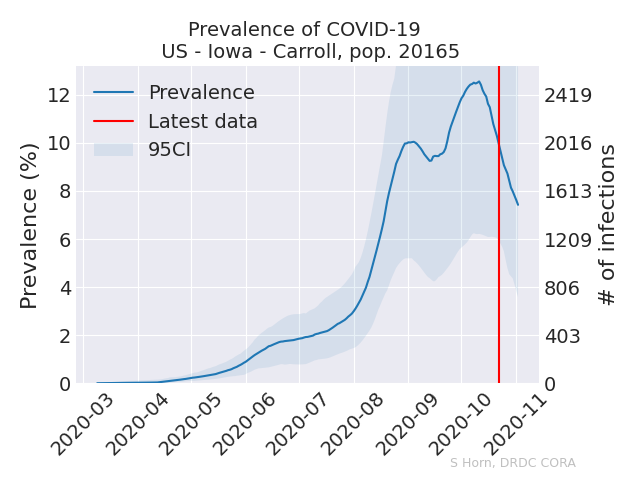 Prevalence of COVID-19
US - Iowa - Carroll, pop. 20165
Prevalence
Latest data
95CI
Prevalence (%)
12
10
8
6
4
2
0
2419
2016
1613
1209
806
403
0
# of infections
2020-03
2020-04
2020-05
2020-06
2020-07
2020-08
2020-09
2020-10
2020-11
S Horn, DRDC CORA